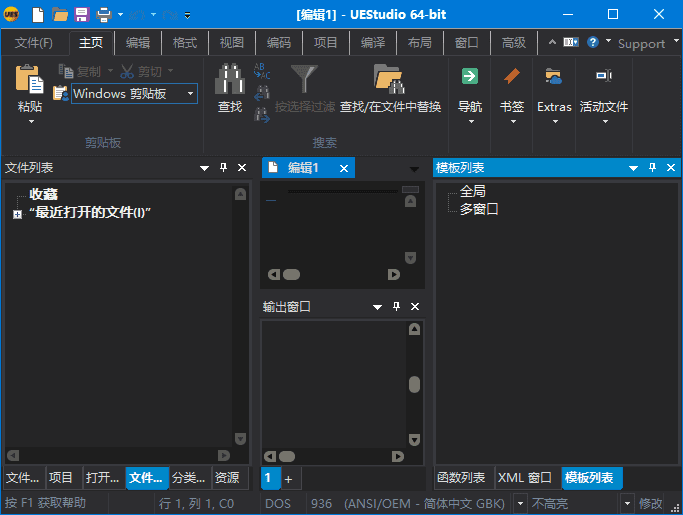 UES [编辑1] - UEStudio 64-bit
文件(F) 主页 编辑 格式 视图 编码 项目 编译 布局 窗口 高级 Support
复制 剪切
Windows 剪贴板
粘贴 查找 按选择过滤 查找/在文件中替换 导航 书签 Extras 活动文件
剪贴板 搜索
文件列表
收藏
“最近打开的文件(I)”
文件... 项目 打开... 文件... 分类... 资源
编辑1
输出窗口
1 +
模板列表
全局
多窗口
函数列表 XML 窗口 模板列表
按 F1 获取帮助 行 1, 列 1, C0 DOS 936 (ANSI/OEM - 简体中文 GBK) 不高亮 修改